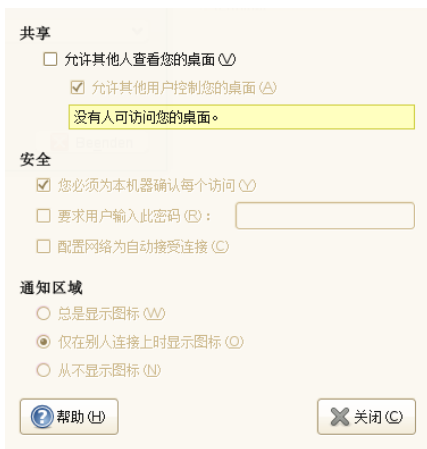 共享
允许其他人查看您的桌面(V)
允许其他用户控制您的桌面(A)
没有人可访问您的桌面。
安全
您必须为本机器确认每个访问(Y)
要求用户输入此密码(R)：
配置网络为自动接受连接(C)
通知区域
总是显示图标(W)
仅在别人连接上时显示图标(O)
从不显示图标(N)
帮助(H) 关闭(C)